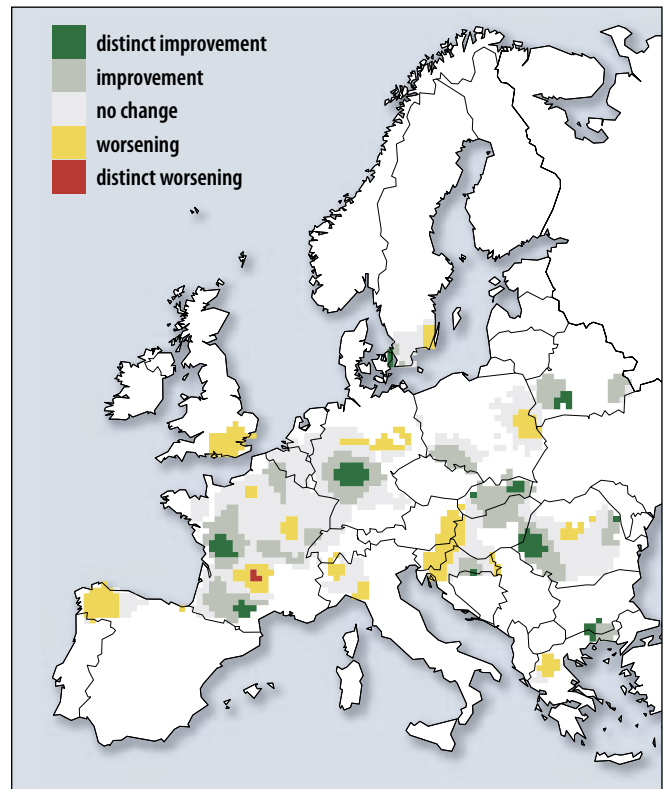 distinct improvement
improvement
no change
worsening
distinct worsening